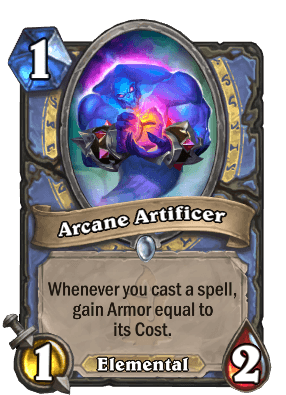 1
Arcane Artificer
Whenever you cast a spell,
gain Armor equal to
its Cost.
1
Elemental
2